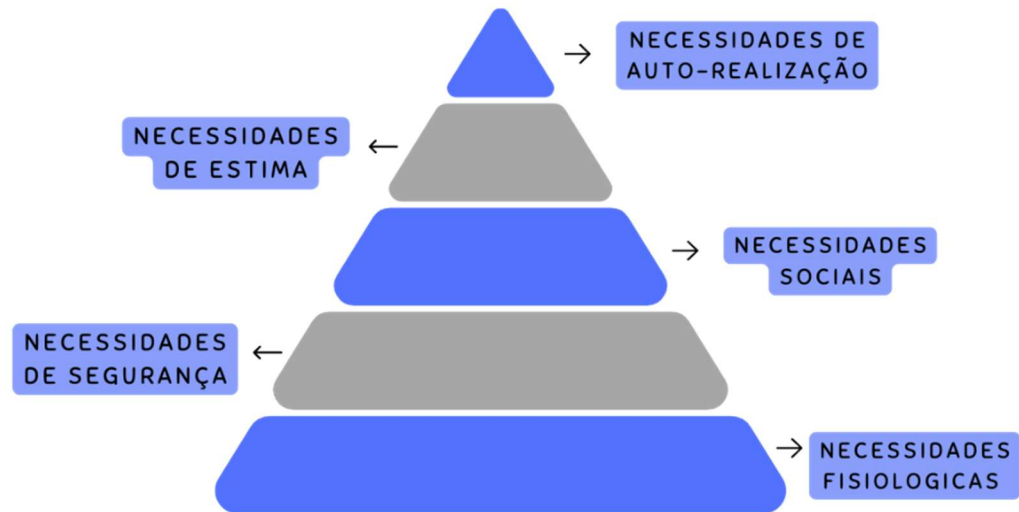 NECESSIDADES DE
AUTO-REALIZAÇÃO
NECESSIDADES
DE ESTIMA
NECESSIDADES
SOCIAIS
NECESSIDADES
DE SEGURANÇA
NECESSIDADES
FISIOLOGICAS